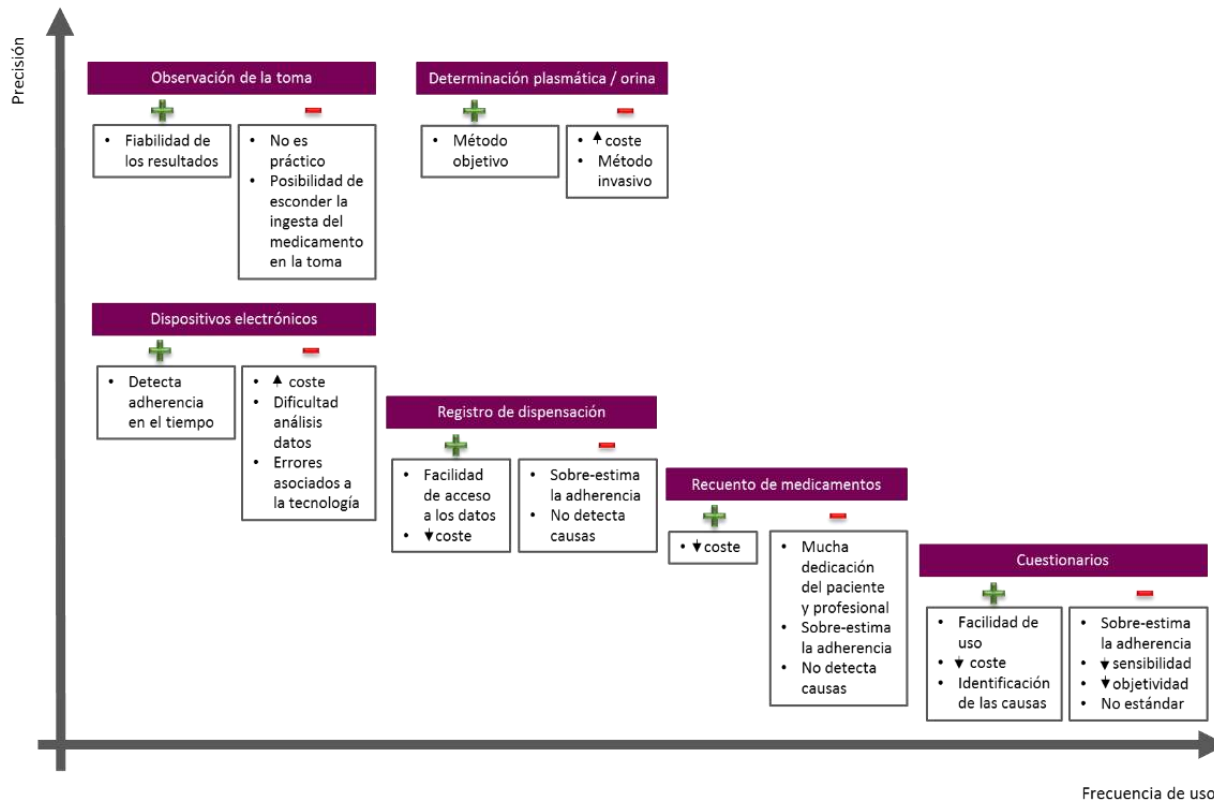 Precisión
Observación de la toma
• Fiabilidad de
los resultados
• No es
práctico
• Posibilidad de
esconder la
ingesta del
medicamento
en la toma
Determinación plasmática / orina
• Método
objetivo
• ↑ coste
• Método
invasivo
Dispositivos electrónicos
• Detecta
adherencia
en el tiempo
• ↑ coste
• Dificultad
análisis
datos
• Errores
asociados a
la tecnología
Registro de dispensación
• Facilidad
de acceso
a los datos
• ↓ coste
• Sobre-estima
la adherencia
• No detecta
causas
Recuento de medicamentos
• ↓ coste
• Mucha
dedicación
del paciente
y profesional
• Sobre-estima
la adherencia
• No detecta
causas
Cuestionarios
• Facilidad de
uso
• ↓ coste
• Identificación
de las causas
• Sobre-estima
la adherencia
• ↓ sensibilidad
• ↓ objetividad
• No estándar
Frecuencia de uso